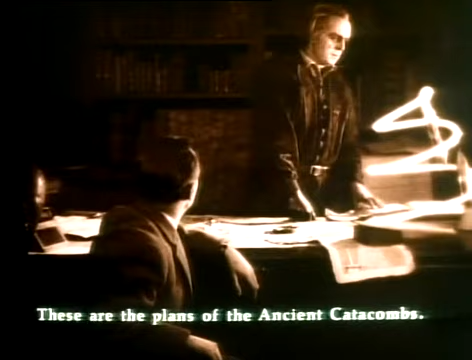 These are the plans of the Ancient Catacombs.